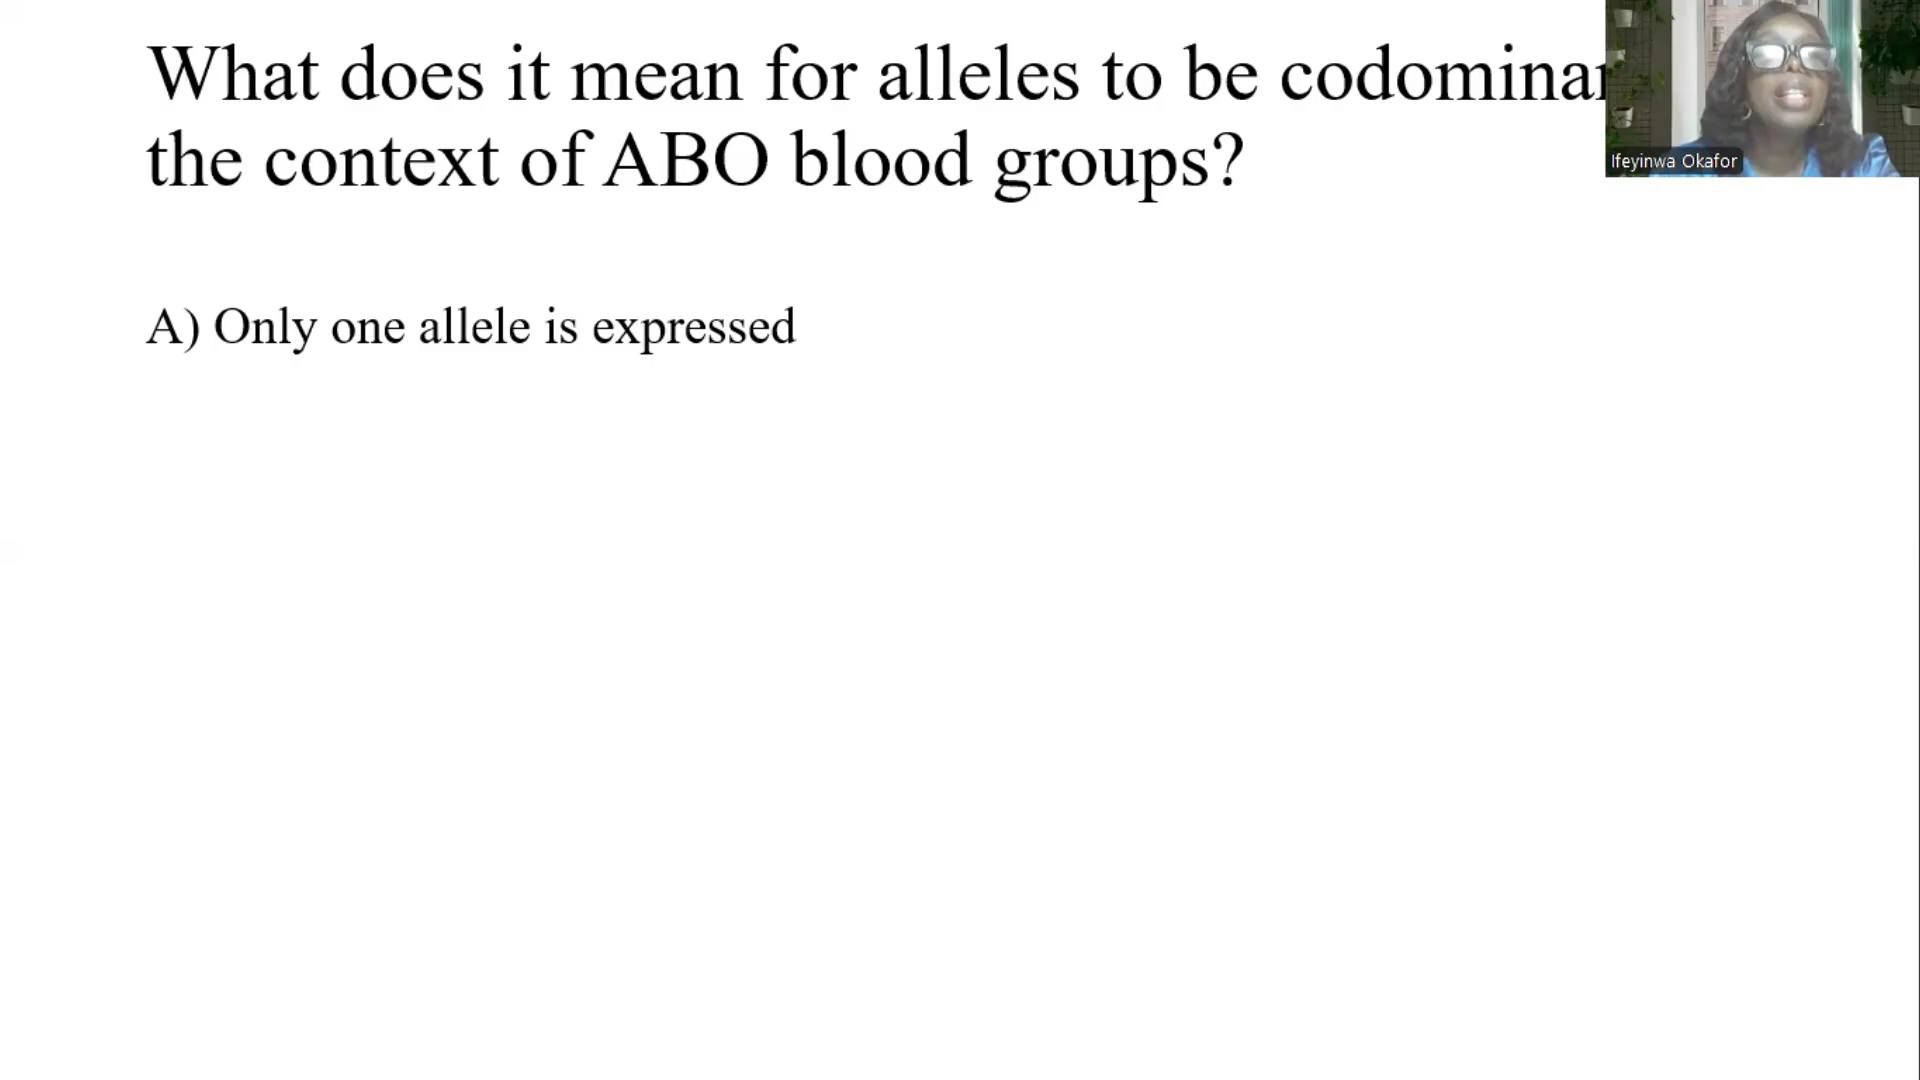 What does it mean for alleles to be
the context of ABO blood groups?
Ifeyinwa Okafor
A) Only one allele is expressed